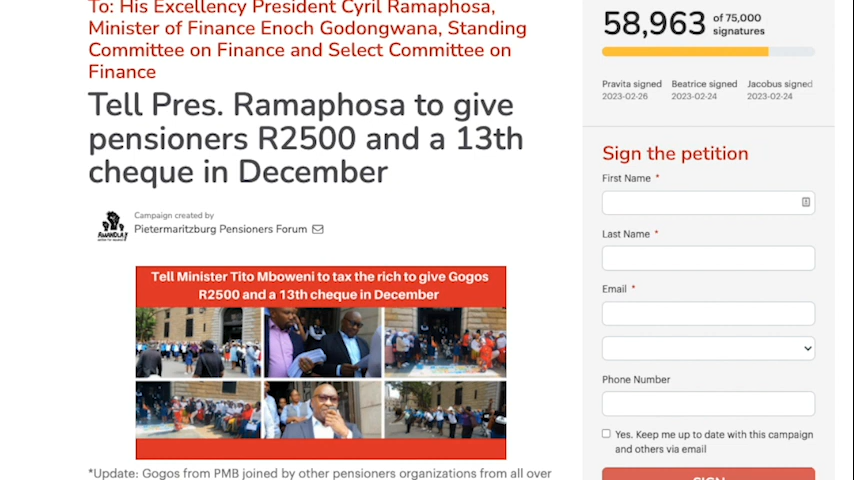 To: His Excellency President Cyril Ramaphosa,
Minister of Finance Enoch Godongwana, Standing
Committee on Finance and Select Committee on
Finance
Tell Pres. Ramaphosa to give
pensioners R2500 and a 13th
cheque in December
AMANDLA!
Campaign created by
Pietermaritzburg Pensioners Forum
Tell Minister Tito Mboweni to tax the rich to give Gogos
R2500 and a 13th cheque in December
*Update: Gogos from PMB joined by other pensioners organizations from all over
58,963 of 75,000
signatures
Pravita signed Beatrice signed Jacobus signed
2023-02-26 2023-02-24 2023-02-24
Sign the petition
First Name *
Last Name *
Email *
Phone Number
Yes. Keep me up to date with this campaign
and others via email
SIGN